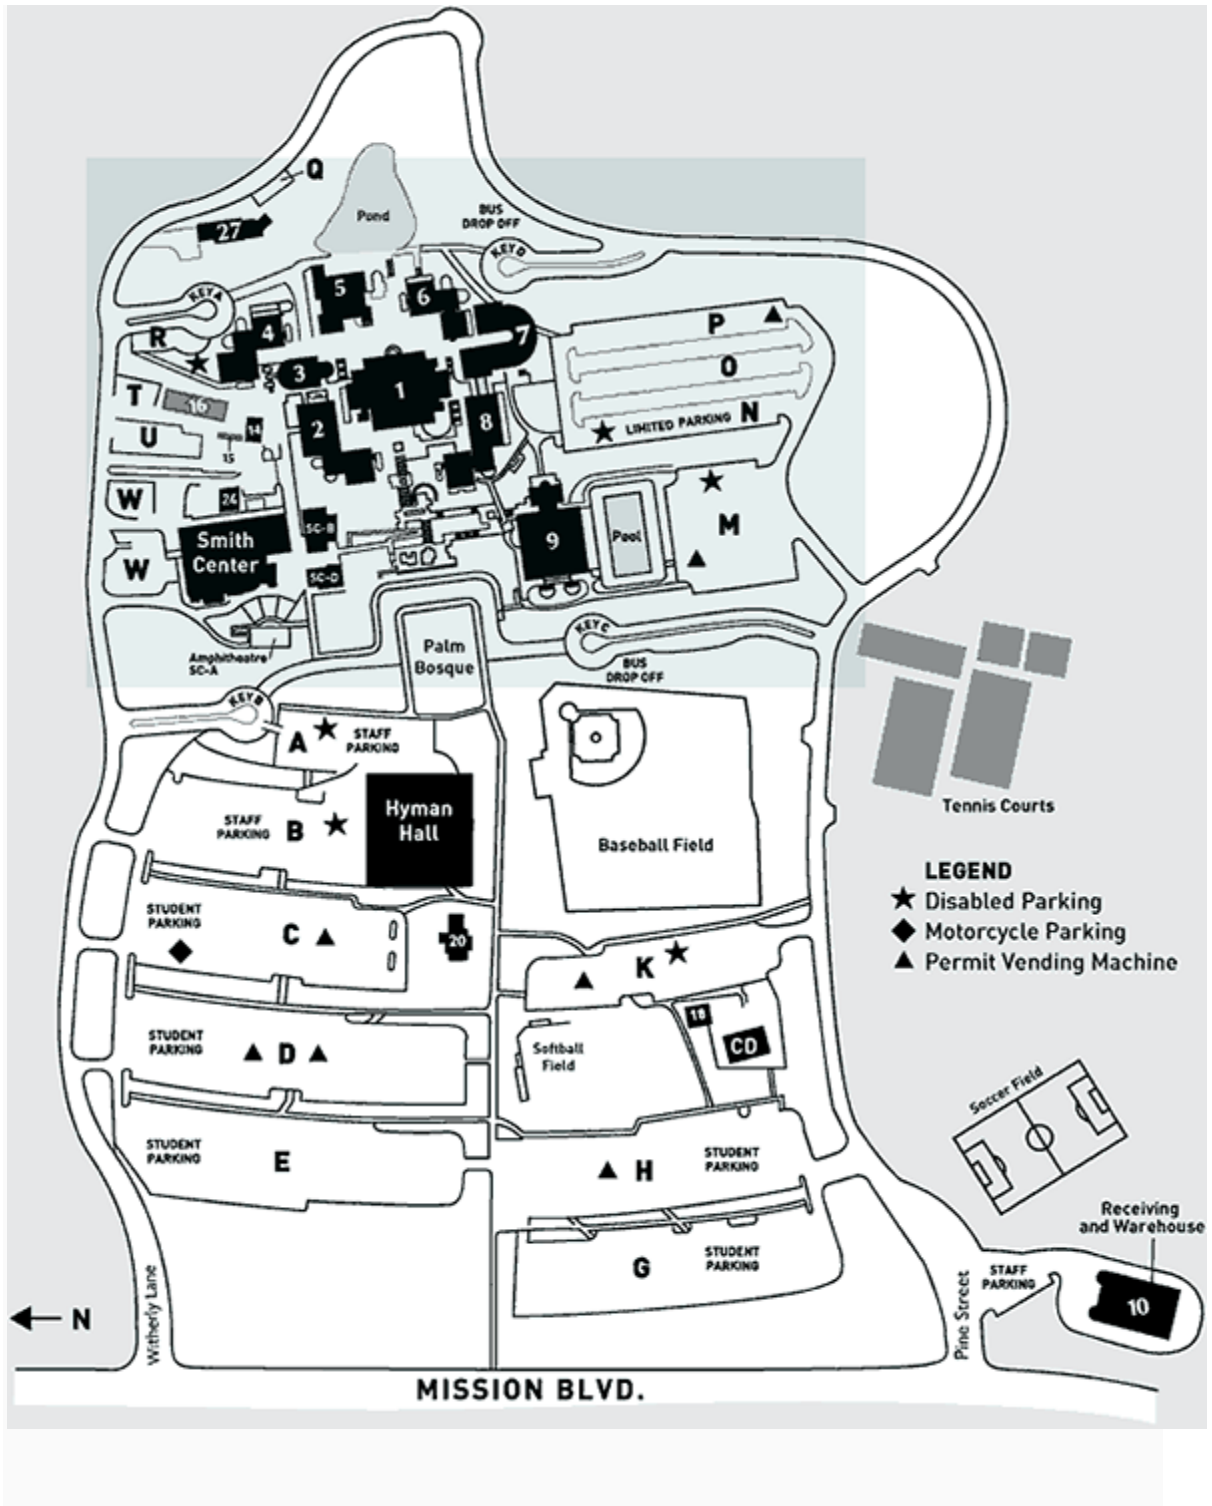 Q
27
Pond
BUS
DROP OFF
KEY D
KEY A
5
6
R
4
7
P
3
1
O
T
16
2
8
LIMITED PARKING N
U
14
15
W
24
M
SC-B
Smith
Center
9
Pool
W
SC-D
KEY C
Amphitheatre
SC-A
Palm
Bosque
BUS
DROP OFF
KEY B
A
STAFF
PARKING
Hyman
Hall
STAFF
PARKING
B
Baseball Field
Tennis Courts
LEGEND
Disabled Parking
Motorcycle Parking
Permit Vending Machine
STUDENT
PARKING
C
20
K
18
CD
STUDENT
PARKING
D
Softball
Field
Soccer Field
STUDENT
PARKING
E
H
STUDENT
PARKING
Receiving
and Warehouse
G
STUDENT
PARKING
STAFF
PARKING
10
N
Witherly Lane
Pine Street
MISSION BLVD.